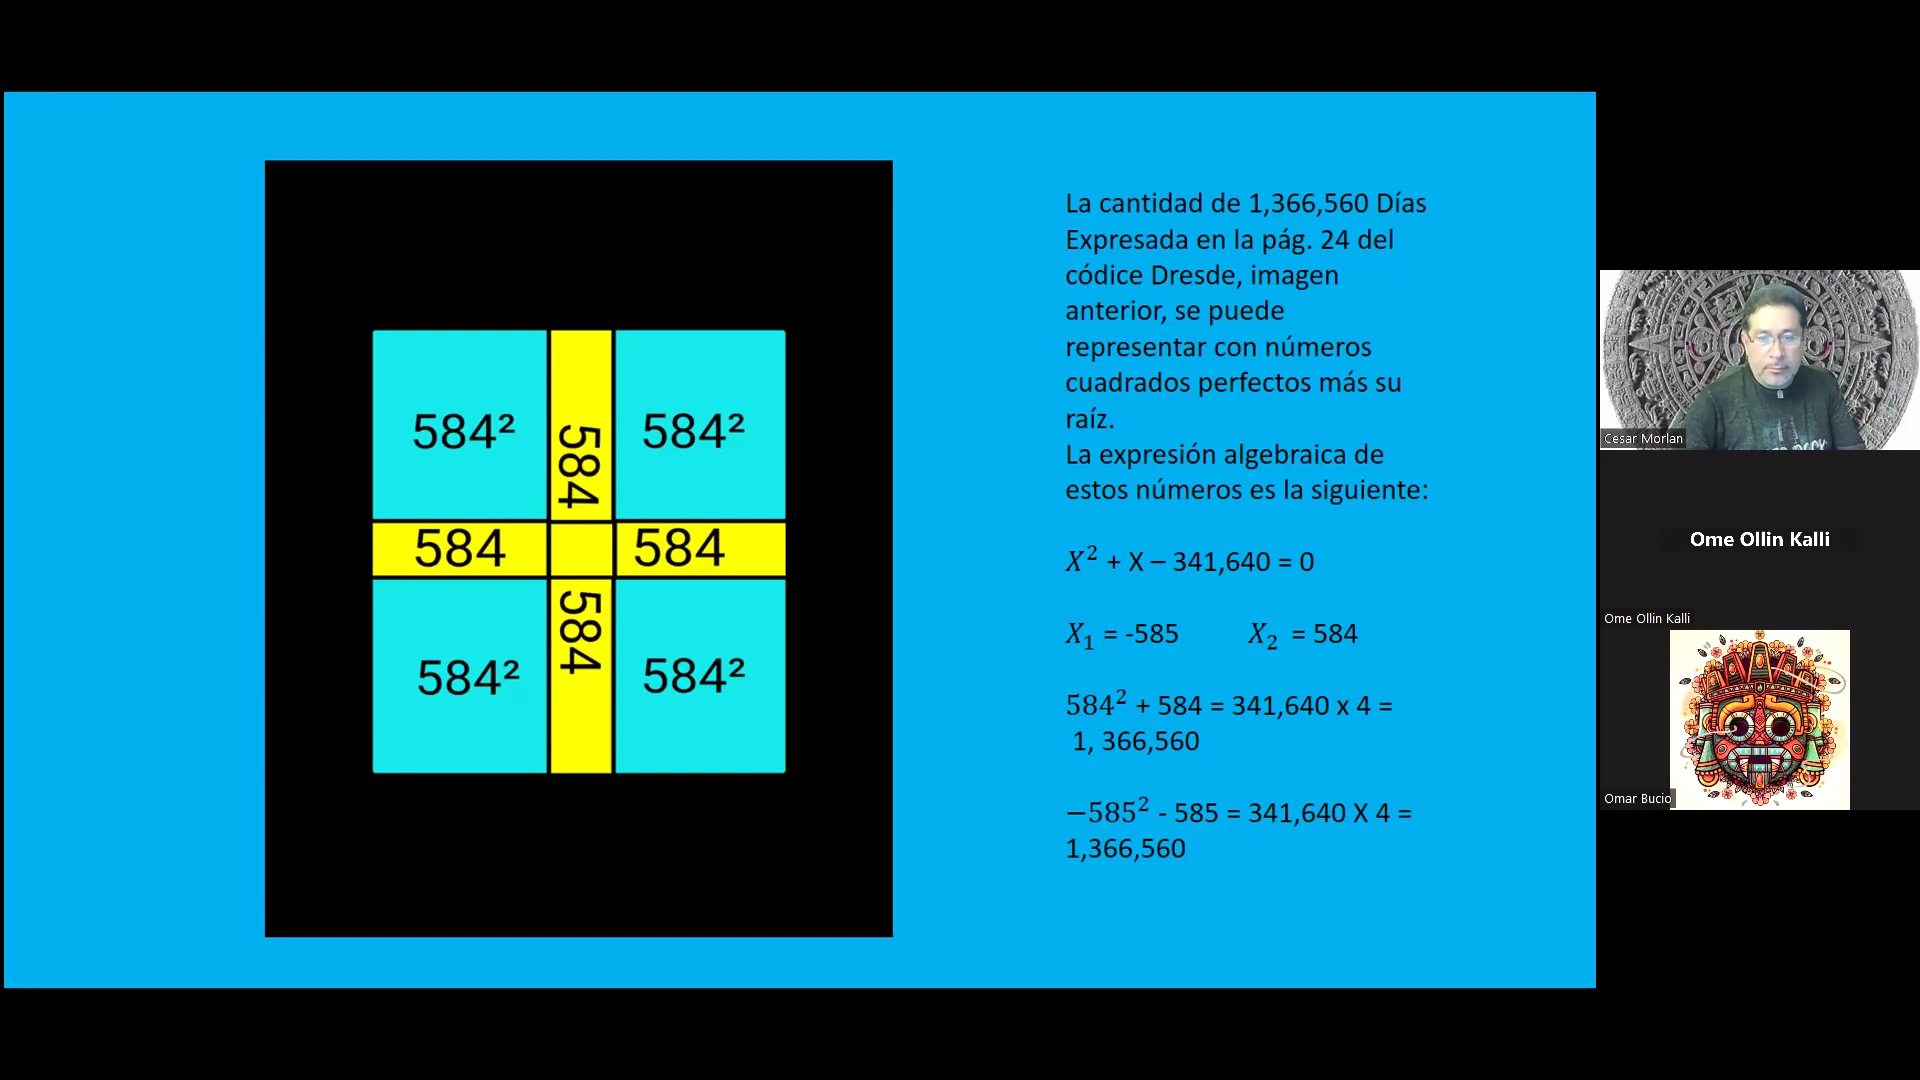 584²
584
584²
584
584
584²
584
584²
La cantidad de 1,366,560 Días
Expresada en la pág. 24 del
códice Dresde, imagen
anterior, se puede
representar con números
cuadrados perfectos más su
raíz.
La expresión algebraica de
estos números es la siguiente:
X² + X – 341,640 = 0
X₁ = -585 X₂ = 584
584² + 584 = 341,640 x 4 =
1, 366,560
−585² - 585 = 341,640 X 4 =
1,366,560
Cesar Morlan
Ome Ollin Kalli
Ome Ollin Kalli
Omar Bucio